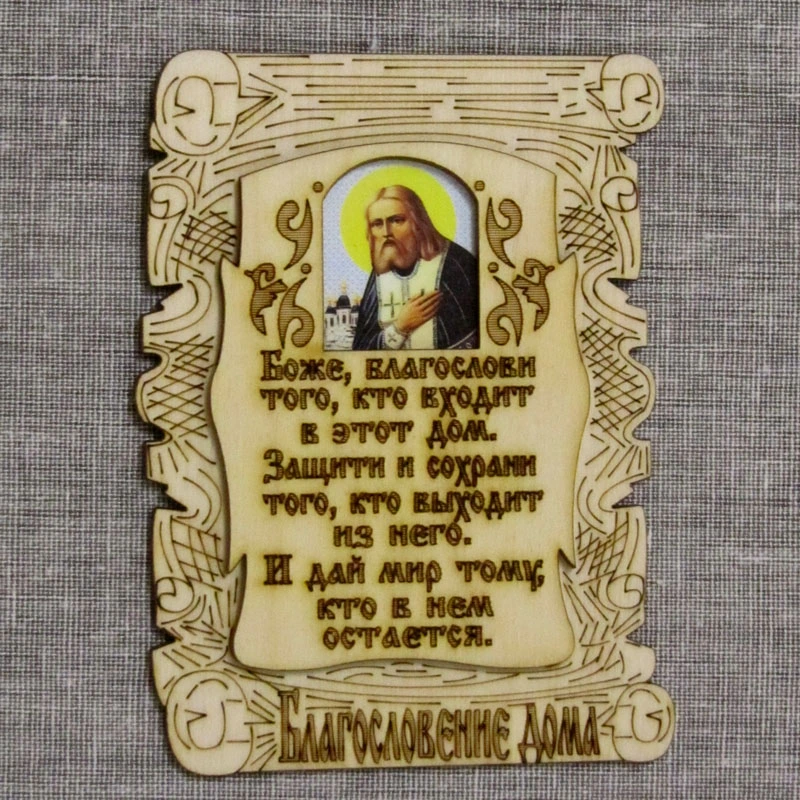 Боже, благослови
того, кто входит
в этот дом.
Защити и сохрани
того, кто выходит
из него.
И дай мир тому,
кто в нем
остается.
Благословение дома